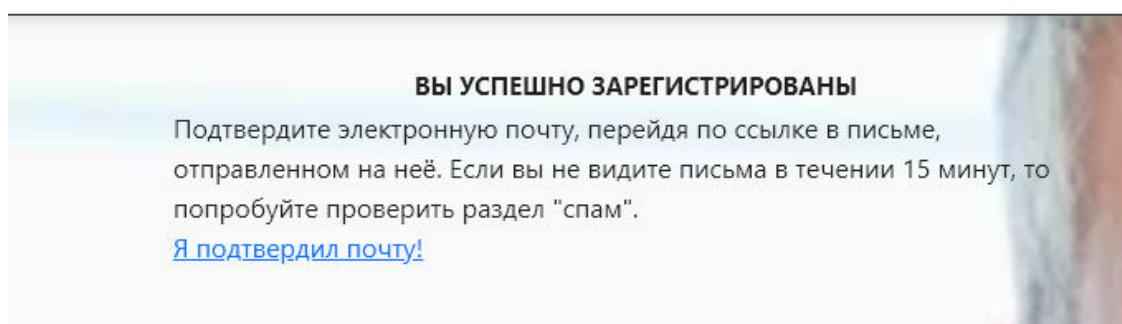 ВЫ УСПЕШНО ЗАРЕГИСТРИРОВАНЫ
Подтвердите электронную почту, перейдя по ссылке в письме,
отправленном на неё. Если вы не видите письма в течении 15 минут, то
попробуйте проверить раздел "спам".
Я подтвердил почту!